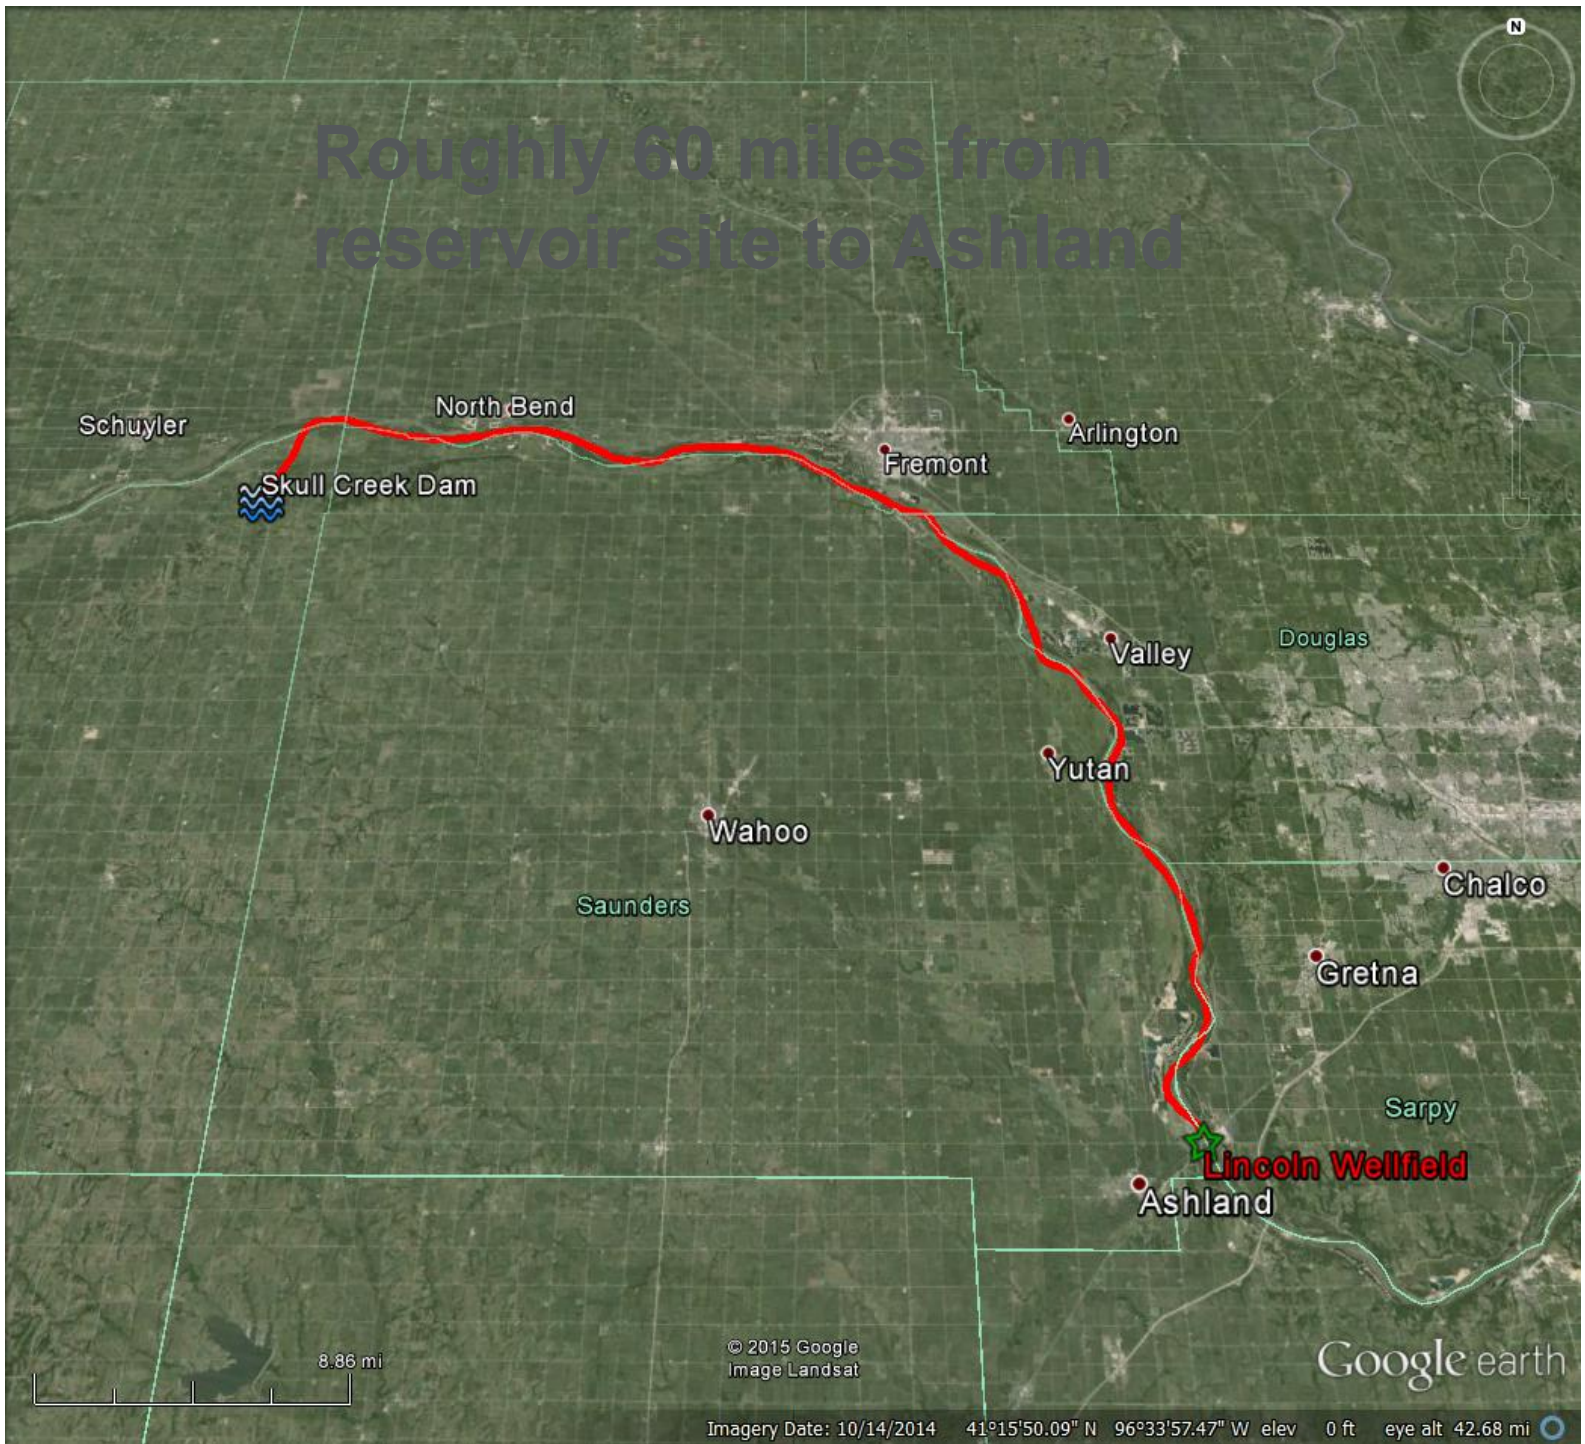 N
Roughly 60 miles from
reservoir site to Ashland
North Bend
Schuyler
Arlington
Fremont
Skull Creek Dam
Douglas
Valley
Yutan
Wahoo
Chalco
Saunders
Gretna
Sarpy
Lincoln Wellfield
Ashland
© 2015 Google
Image Landsat
8.86 mi
Google earth
Imagery Date: 10/14/2014 41°15'50.09" N 96°33'57.47" W elev 0 ft eye alt 42.68 mi